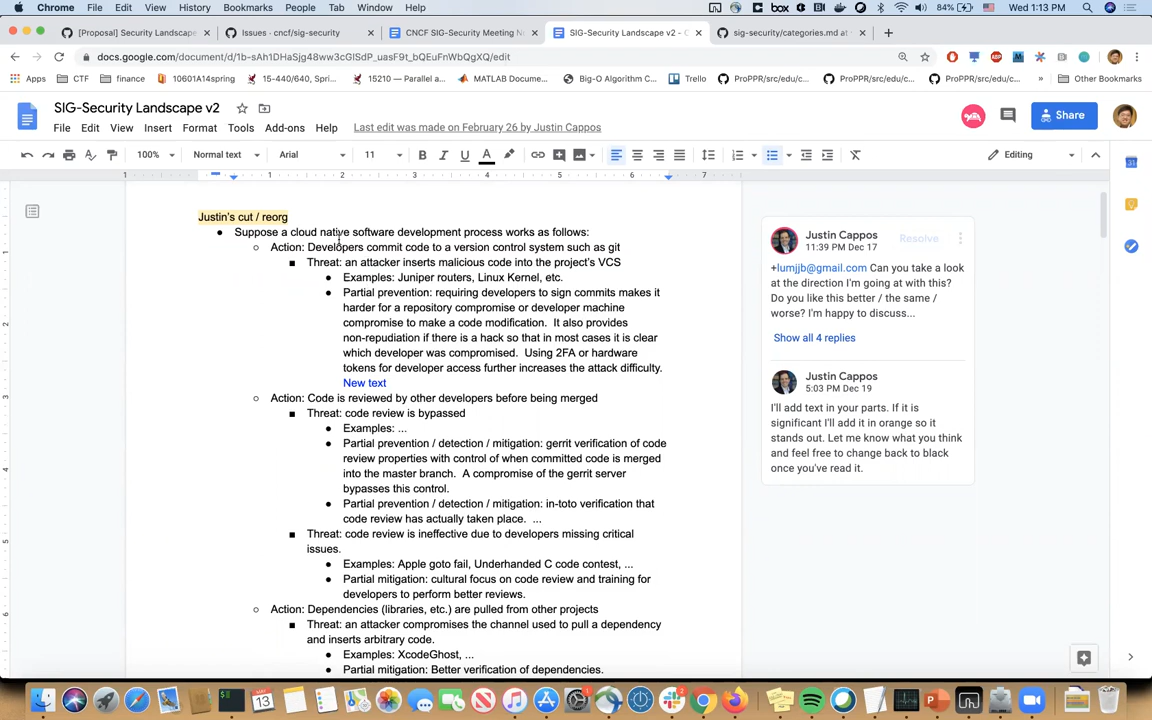 Chrome File Edit View History Bookmarks People Tab Window Help 84% Wed 1:13 PM
[Proposal] Security Landscape Issues · cncf/sig-security CNCF SIG-Security Meeting N SIG-Security Landscape v2 - sig-security/categories.md at
docs.google.com/document/d/1b-sAh1DHaSjg48ww3cGlSdP_uasF9t_bQEuFnWbQgXQ/edit
Apps CTF finance 10601A14spring 15-440/640, Spri... 15210 — Parallel a... MATLAB Docume... Big-O Algorithm C... Trello ProPPR/src/edu/c... ProPPR/src/edu/c... ProPPR/src/edu/c... » Other Bookmarks
SIG-Security Landscape v2
File Edit View Insert Format Tools Add-ons Help Last edit was made on February 26 by Justin Cappos
Share
100% Normal text Arial 11 Editing
1 1 2 3 4 5 6 7
Justin's cut / reorg
● Suppose a cloud native software development process works as follows:
○ Action: Developers commit code to a version control system such as git
■ Threat: an attacker inserts malicious code into the project's VCS
● Examples: Juniper routers, Linux Kernel, etc.
● Partial prevention: requiring developers to sign commits makes it
harder for a repository compromise or developer machine
compromise to make a code modification. It also provides
non-repudiation if there is a hack so that in most cases it is clear
which developer was compromised. Using 2FA or hardware
tokens for developer access further increases the attack difficulty.
New text
○ Action: Code is reviewed by other developers before being merged
■ Threat: code review is bypassed
● Examples: ...
● Partial prevention / detection / mitigation: gerrit verification of code
review properties with control of when committed code is merged
into the master branch. A compromise of the gerrit server
bypasses this control.
● Partial prevention / detection / mitigation: in-toto verification that
code review has actually taken place. ...
■ Threat: code review is ineffective due to developers missing critical
issues.
● Examples: Apple goto fail, Underhanded C code contest, ...
● Partial mitigation: cultural focus on code review and training for
developers to perform better reviews.
○ Action: Dependencies (libraries, etc.) are pulled from other projects
■ Threat: an attacker compromises the channel used to pull a dependency
and inserts arbitrary code.
● Examples: XcodeGhost, ...
● Partial mitigation: Better verification of dependencies.
Justin Cappos
11:39 PM Dec 17
Resolve
+lumjjb@gmail.com Can you take a look
at the direction I'm going at with this?
Do you like this better / the same /
worse? I'm happy to discuss...
Show all 4 replies
Justin Cappos
5:03 PM Dec 19
I'll add text in your parts. If it is
significant I'll add it in orange so it
stands out. Let me know what you think
and feel free to change back to black
once you've read it.